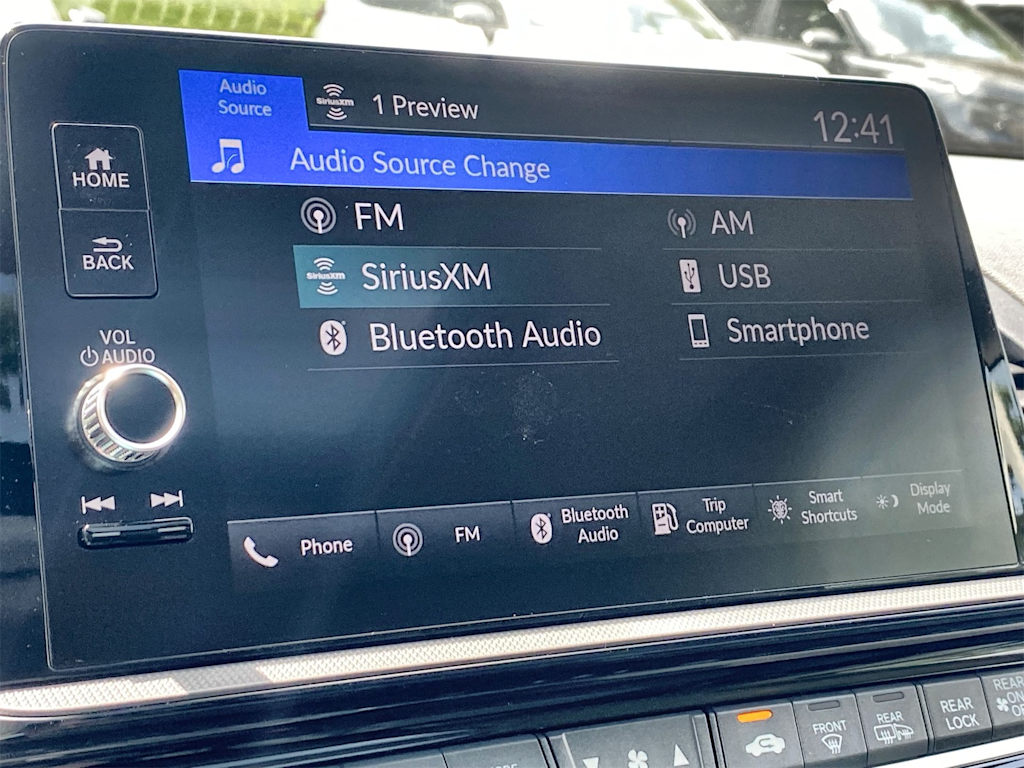 Audio
Source
SiriusXM
1 Preview
12:41
HOME
Audio Source Change
FM
AM
BACK
SiriusXM
SiriusXM
USB
Bluetooth Audio
Smartphone
VOL
AUDIO
Phone
FM
Bluetooth
Audio
Trip
Computer
Smart
Shortcuts
Display
Mode
FRONT
REAR
REAR
LOCK
REAR
ON